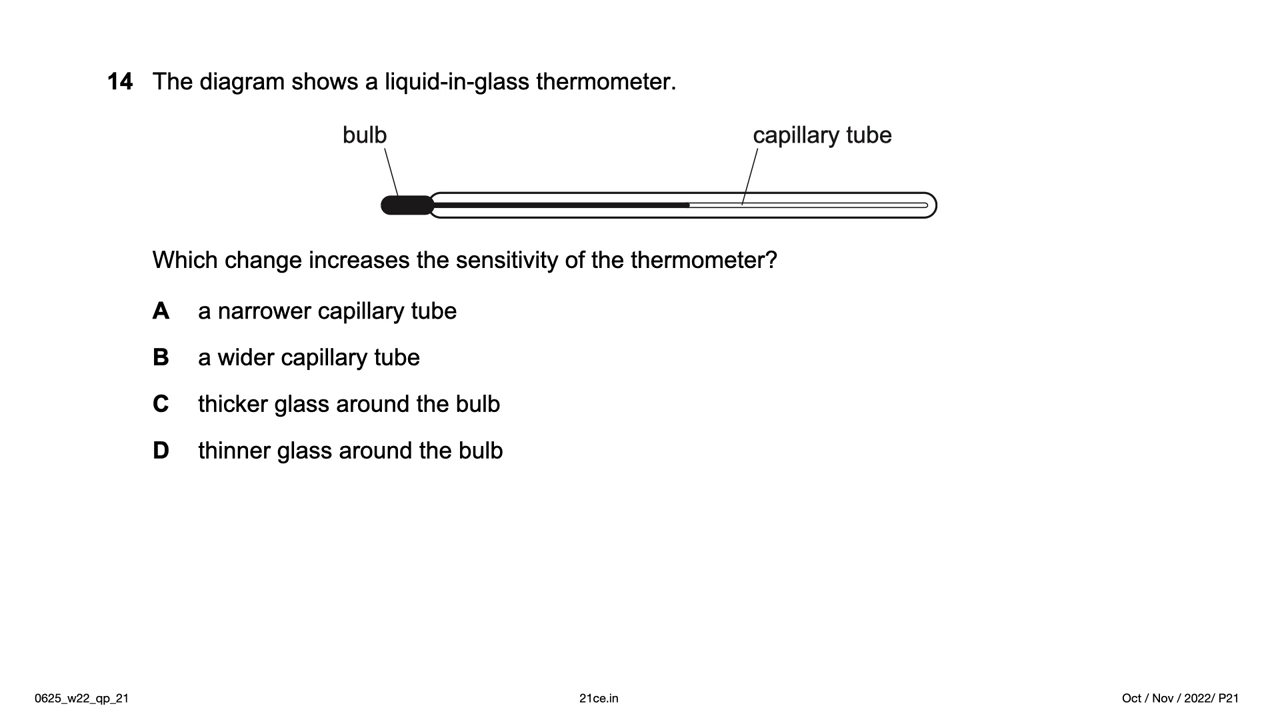 14 The diagram shows a liquid-in-glass thermometer.
bulb
capillary tube
Which change increases the sensitivity of the thermometer?
A a narrower capillary tube
B a wider capillary tube
C thicker glass around the bulb
D thinner glass around the bulb
0625_w22_qp_21
21ce.in
Oct / Nov / 2022/ P21